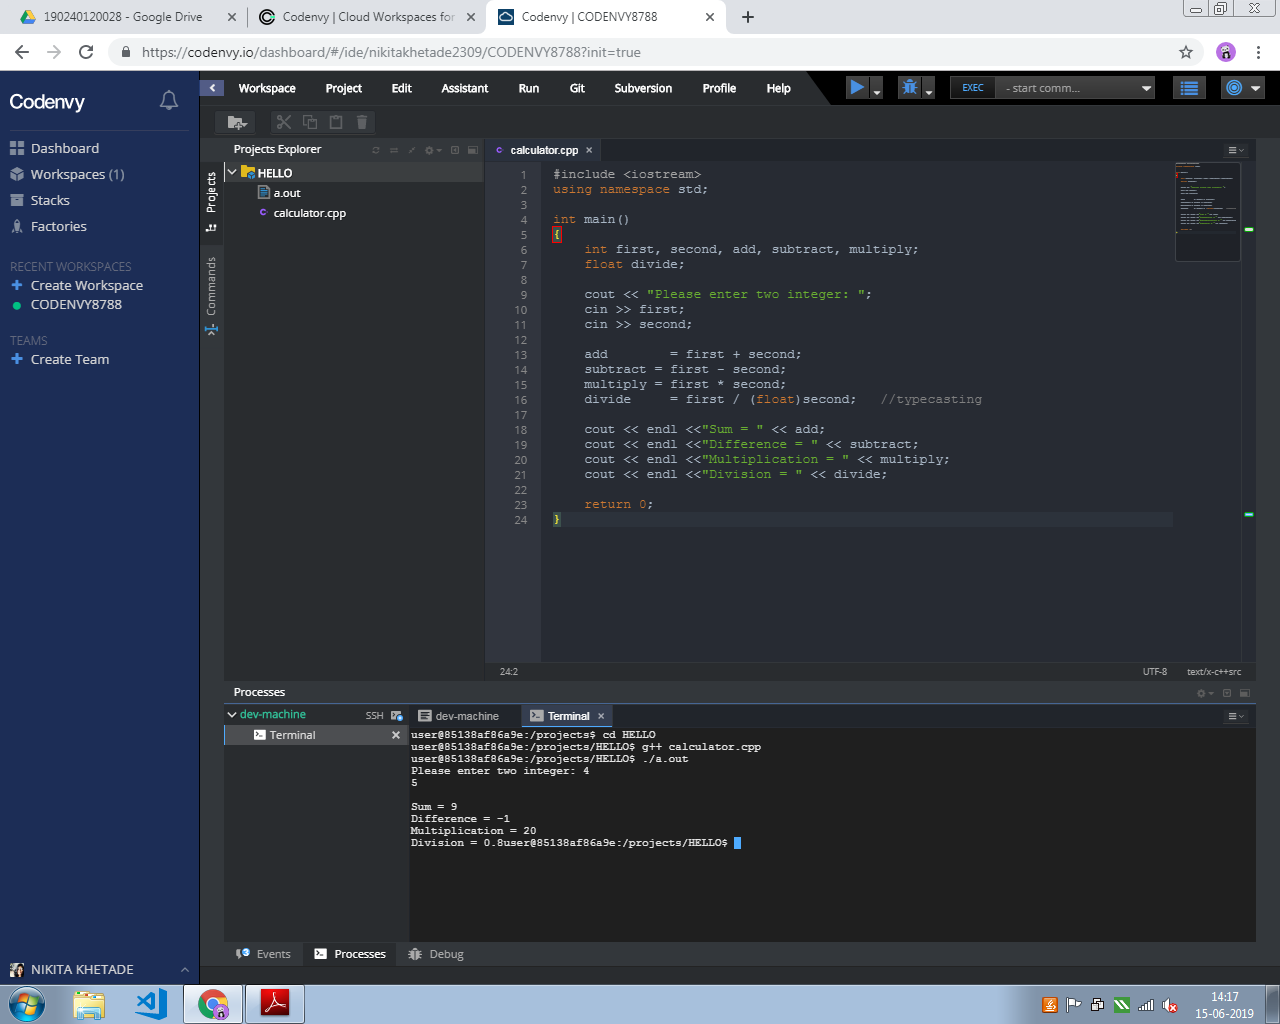 190240120028 - Google Drive
Codenvy | Cloud Workspaces for
Codenvy | CODENVY8788
https://codenvy.io/dashboard/#/ide/nikitakhetade2309/CODENVY8788?init=true
Codenvy
Dashboard
Workspaces (1)
Stacks
Factories
RECENT WORKSPACES
Create Workspace
CODENVY8788
TEAMS
Create Team
NIKITA KHETADE
Workspace Project Edit Assistant Run Git Subversion Profile Help
EXEC - start comm...
Projects
Commands
Projects Explorer
HELLO
a.out
calculator.cpp
calculator.cpp
1 #include <iostream>
2 using namespace std;
3
4 int main()
5 {
6     int first, second, add, subtract, multiply;
7     float divide;
8
9     cout << "Please enter two integer: ";
10     cin >> first;
11     cin >> second;
12
13     add        = first + second;
14     subtract = first - second;
15     multiply = first * second;
16     divide     = first / (float)second;   //typecasting
17
18     cout << endl <<"Sum = " << add;
19     cout << endl <<"Difference = " << subtract;
20     cout << endl <<"Multiplication = " << multiply;
21     cout << endl <<"Division = " << divide;
22
23     return 0;
24 }
24:2 UTF-8 text/x-c++src
Processes
dev-machine SSH
Terminal
dev-machine Terminal
user@85138af86a9e:/projects$ cd HELLO
user@85138af86a9e:/projects/HELLO$ g++ calculator.cpp
user@85138af86a9e:/projects/HELLO$ ./a.out
Please enter two integer: 4
5
Sum = 9
Difference = -1
Multiplication = 20
Division = 0.8user@85138af86a9e:/projects/HELLO$
3 Events Processes Debug
14:17
15-06-2019